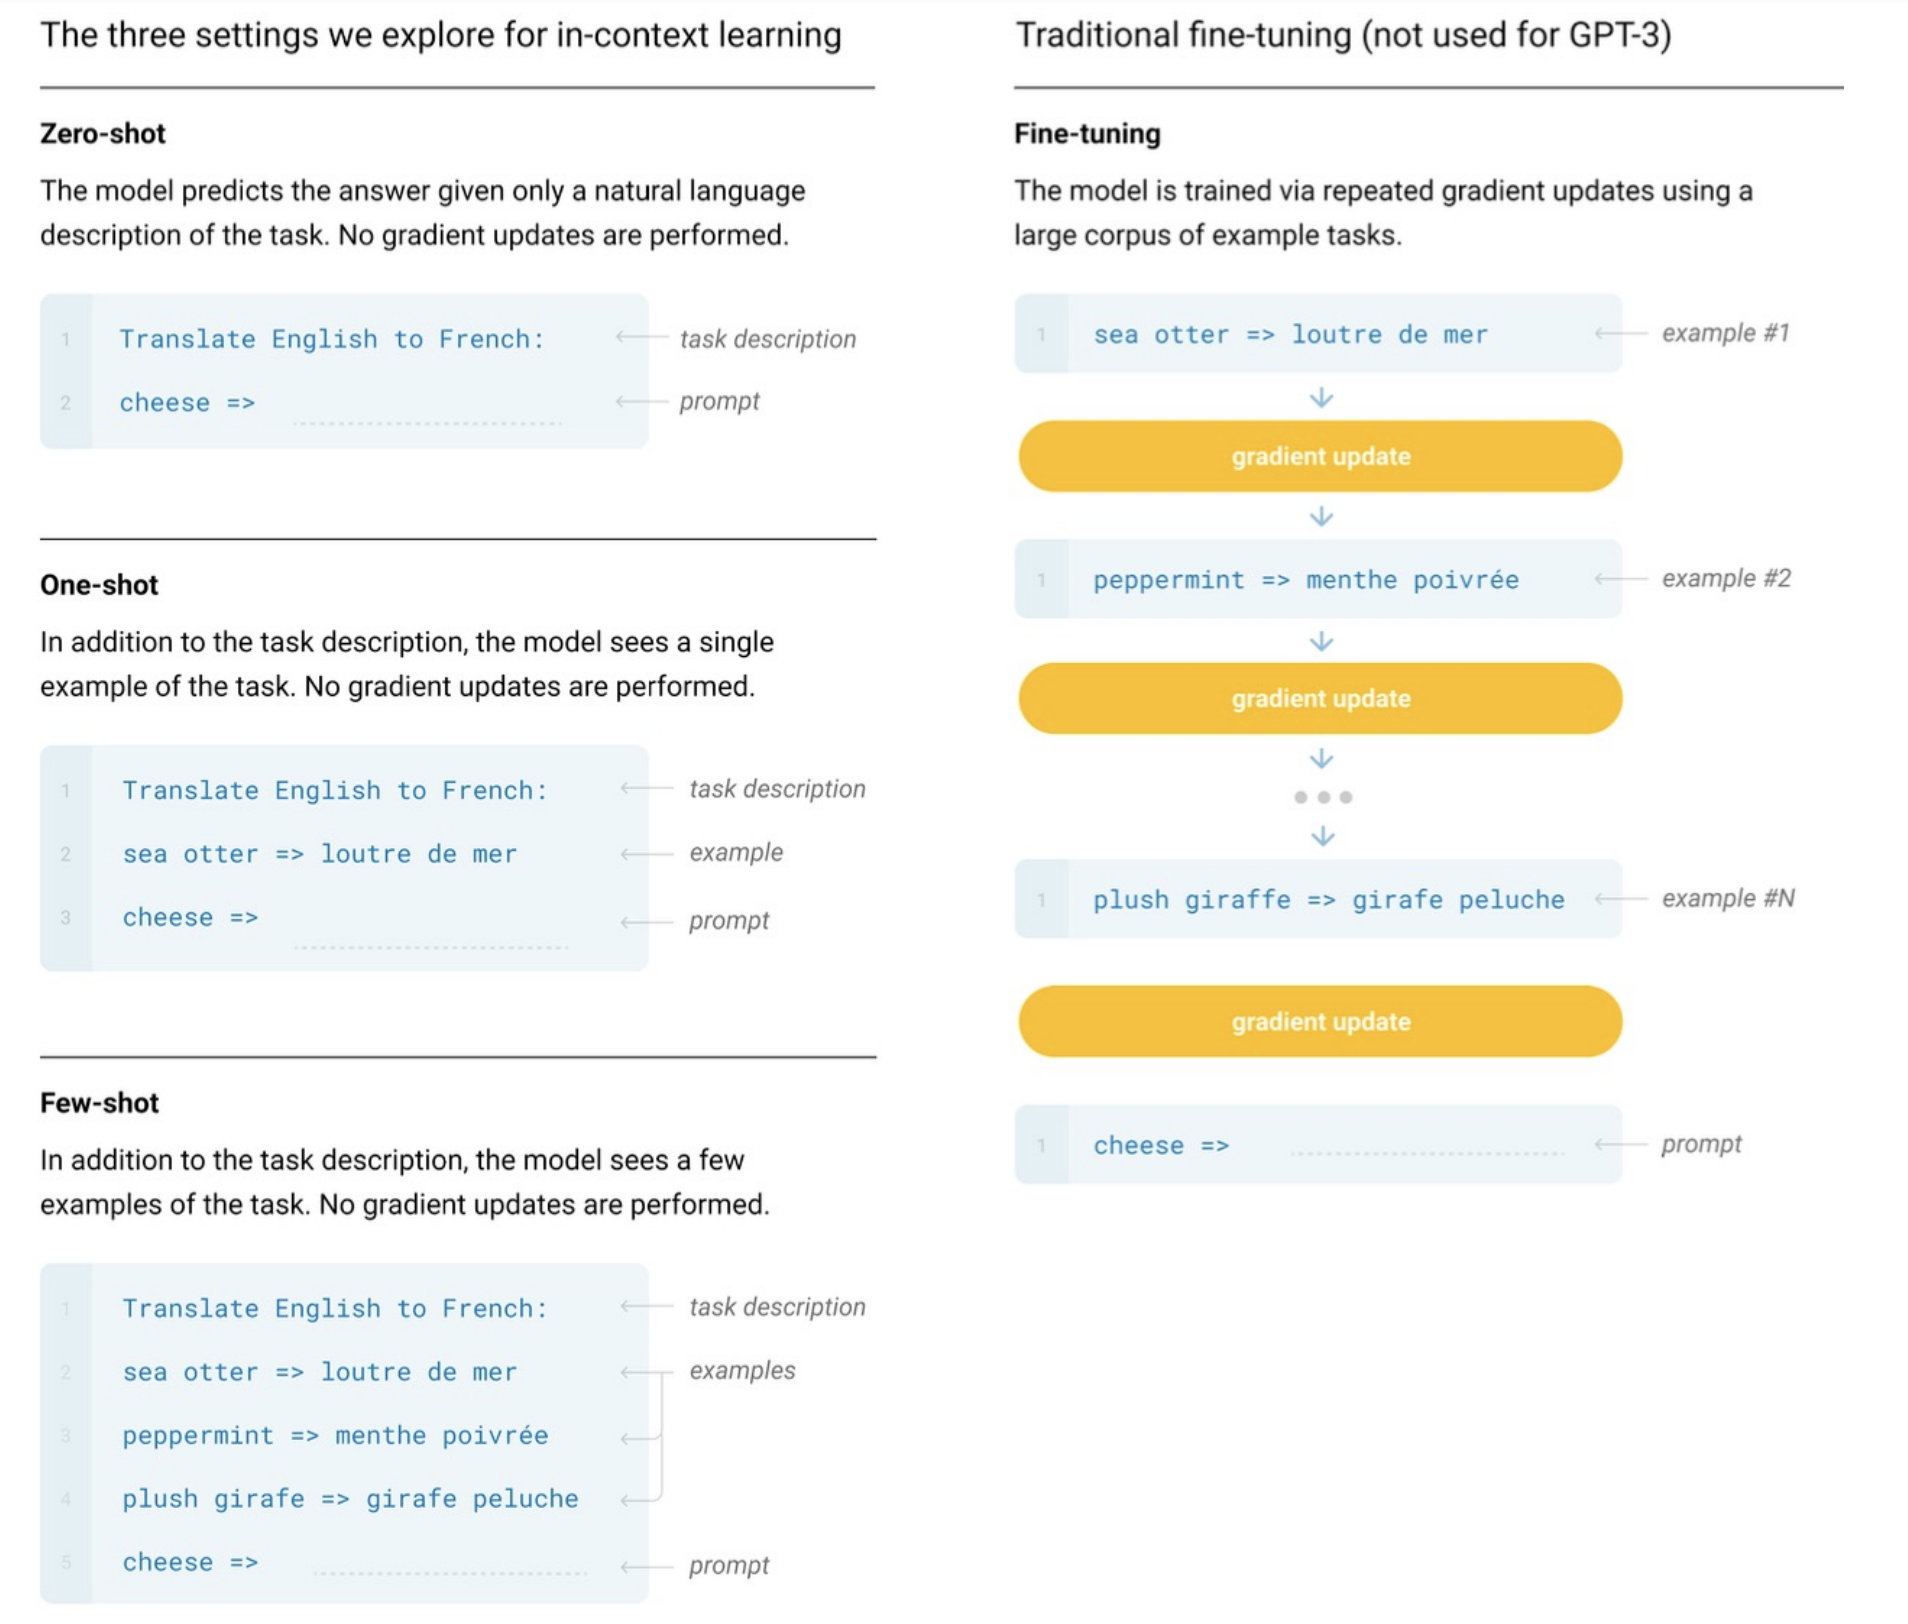 The three settings we explore for in-context learning
Zero-shot
The model predicts the answer given only a natural language
description of the task. No gradient updates are performed.
1 Translate English to French: task description
2 cheese => prompt
One-shot
In addition to the task description, the model sees a single
example of the task. No gradient updates are performed.
1 Translate English to French: task description
2 sea otter => loutre de mer example
3 cheese => prompt
Few-shot
In addition to the task description, the model sees a few
examples of the task. No gradient updates are performed.
1 Translate English to French: task description
2 sea otter => loutre de mer examples
3 peppermint => menthe poivrée
4 plush girafe => girafe peluche
5 cheese => prompt
Traditional fine-tuning (not used for GPT-3)
Fine-tuning
The model is trained via repeated gradient updates using a
large corpus of example tasks.
1 sea otter => loutre de mer example #1
gradient update
1 peppermint => menthe poivrée example #2
gradient update
1 plush giraffe => girafe peluche example #N
gradient update
1 cheese => prompt